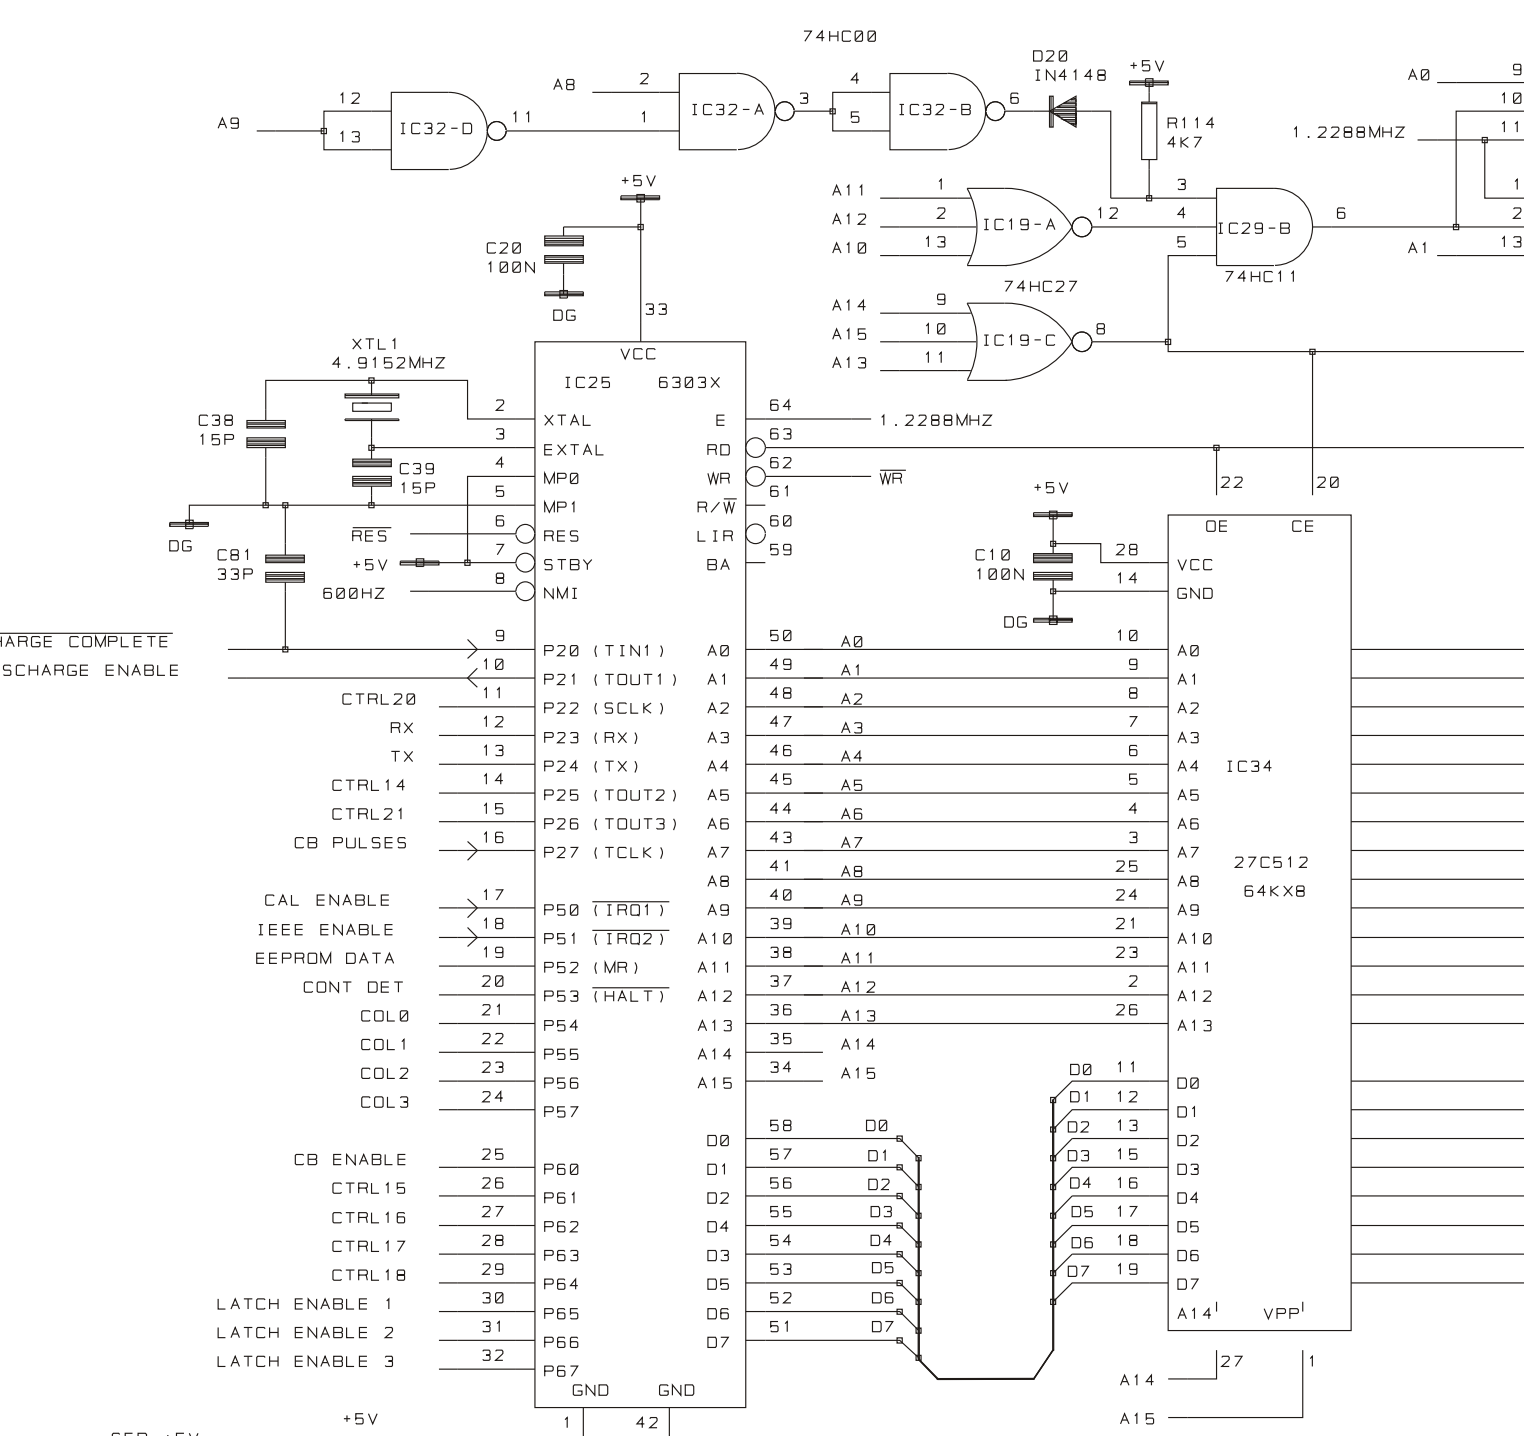 74HC00
D20
IN4148
+5V
A0 9
10
1.2288MHZ 11
1
2
A1 13
A9 12 13 IC32-D 11
A8 2 1 IC32-A 3
4 5 IC32-B 6
R114
4K7
A11 1
A12 2 IC19-A 12
A10 13
3
4 IC29-B 6
5
74HC11
74HC27
A14 9
A15 10 IC19-C 8
A13 11
+5V
C20
100N
DG
33
XTL1
4.9152MHZ
C38
15P
C39
15P
DG
C81
33P
VCC
IC25 6303X
2 XTAL E 64 1.2288MHZ
3 EXTAL RD 63
4 MP0 WR 62 WR
5 MP1 R/W 61
RES 6 RES LIR 60
+5V 7 STBY BA 59
600HZ 8 NMI
HARGE COMPLETE 9 P20 (TIN1) A0 50 A0
SCHARGE ENABLE 10 P21 (TOUT1) A1 49 A1
CTRL20 11 P22 (SCLK) A2 48 A2
RX 12 P23 (RX) A3 47 A3
TX 13 P24 (TX) A4 46 A4
CTRL14 14 P25 (TOUT2) A5 45 A5
CTRL21 15 P26 (TOUT3) A6 44 A6
CB PULSES 16 P27 (TCLK) A7 43 A7
A8 41 A8
CAL ENABLE 17 P50 (IRQ1) A9 40 A9
IEEE ENABLE 18 P51 (IRQ2) A10 39 A10
EEPROM DATA 19 P52 (MR) A11 38 A11
CONT DET 20 P53 (HALT) A12 37 A12
COL0 21 P54 A13 36 A13
COL1 22 P55 A14 35 A14
COL2 23 P56 A15 34 A15
COL3 24 P57
D0 58 D0
CB ENABLE 25 P60 D1 57 D1
CTRL15 26 P61 D2 56 D2
CTRL16 27 P62 D4 55 D3
CTRL17 28 P63 D3 54 D4
CTRL18 29 P64 D5 53 D5
LATCH ENABLE 1 30 P65 D6 52 D6
LATCH ENABLE 2 31 P66 D7 51 D7
LATCH ENABLE 3 32 P67
GND GND
1 42
+5V
+5V
C10
100N
DG
22 20
OE CE
28 VCC
14 GND
10 A0
9 A1
8 A2
7 A3
6 A4
5 A5
4 A6
3 A7
25 A8
24 A9
21 A10
23 A11
2 A12
26 A13
IC34
27C512
64KX8
D0 11 D0
D1 12 D1
D2 13 D2
D3 15 D3
D4 16 D4
D5 17 D5
D6 18 D6
D7 19 D7
A14 VPP
27 1
A14
A15